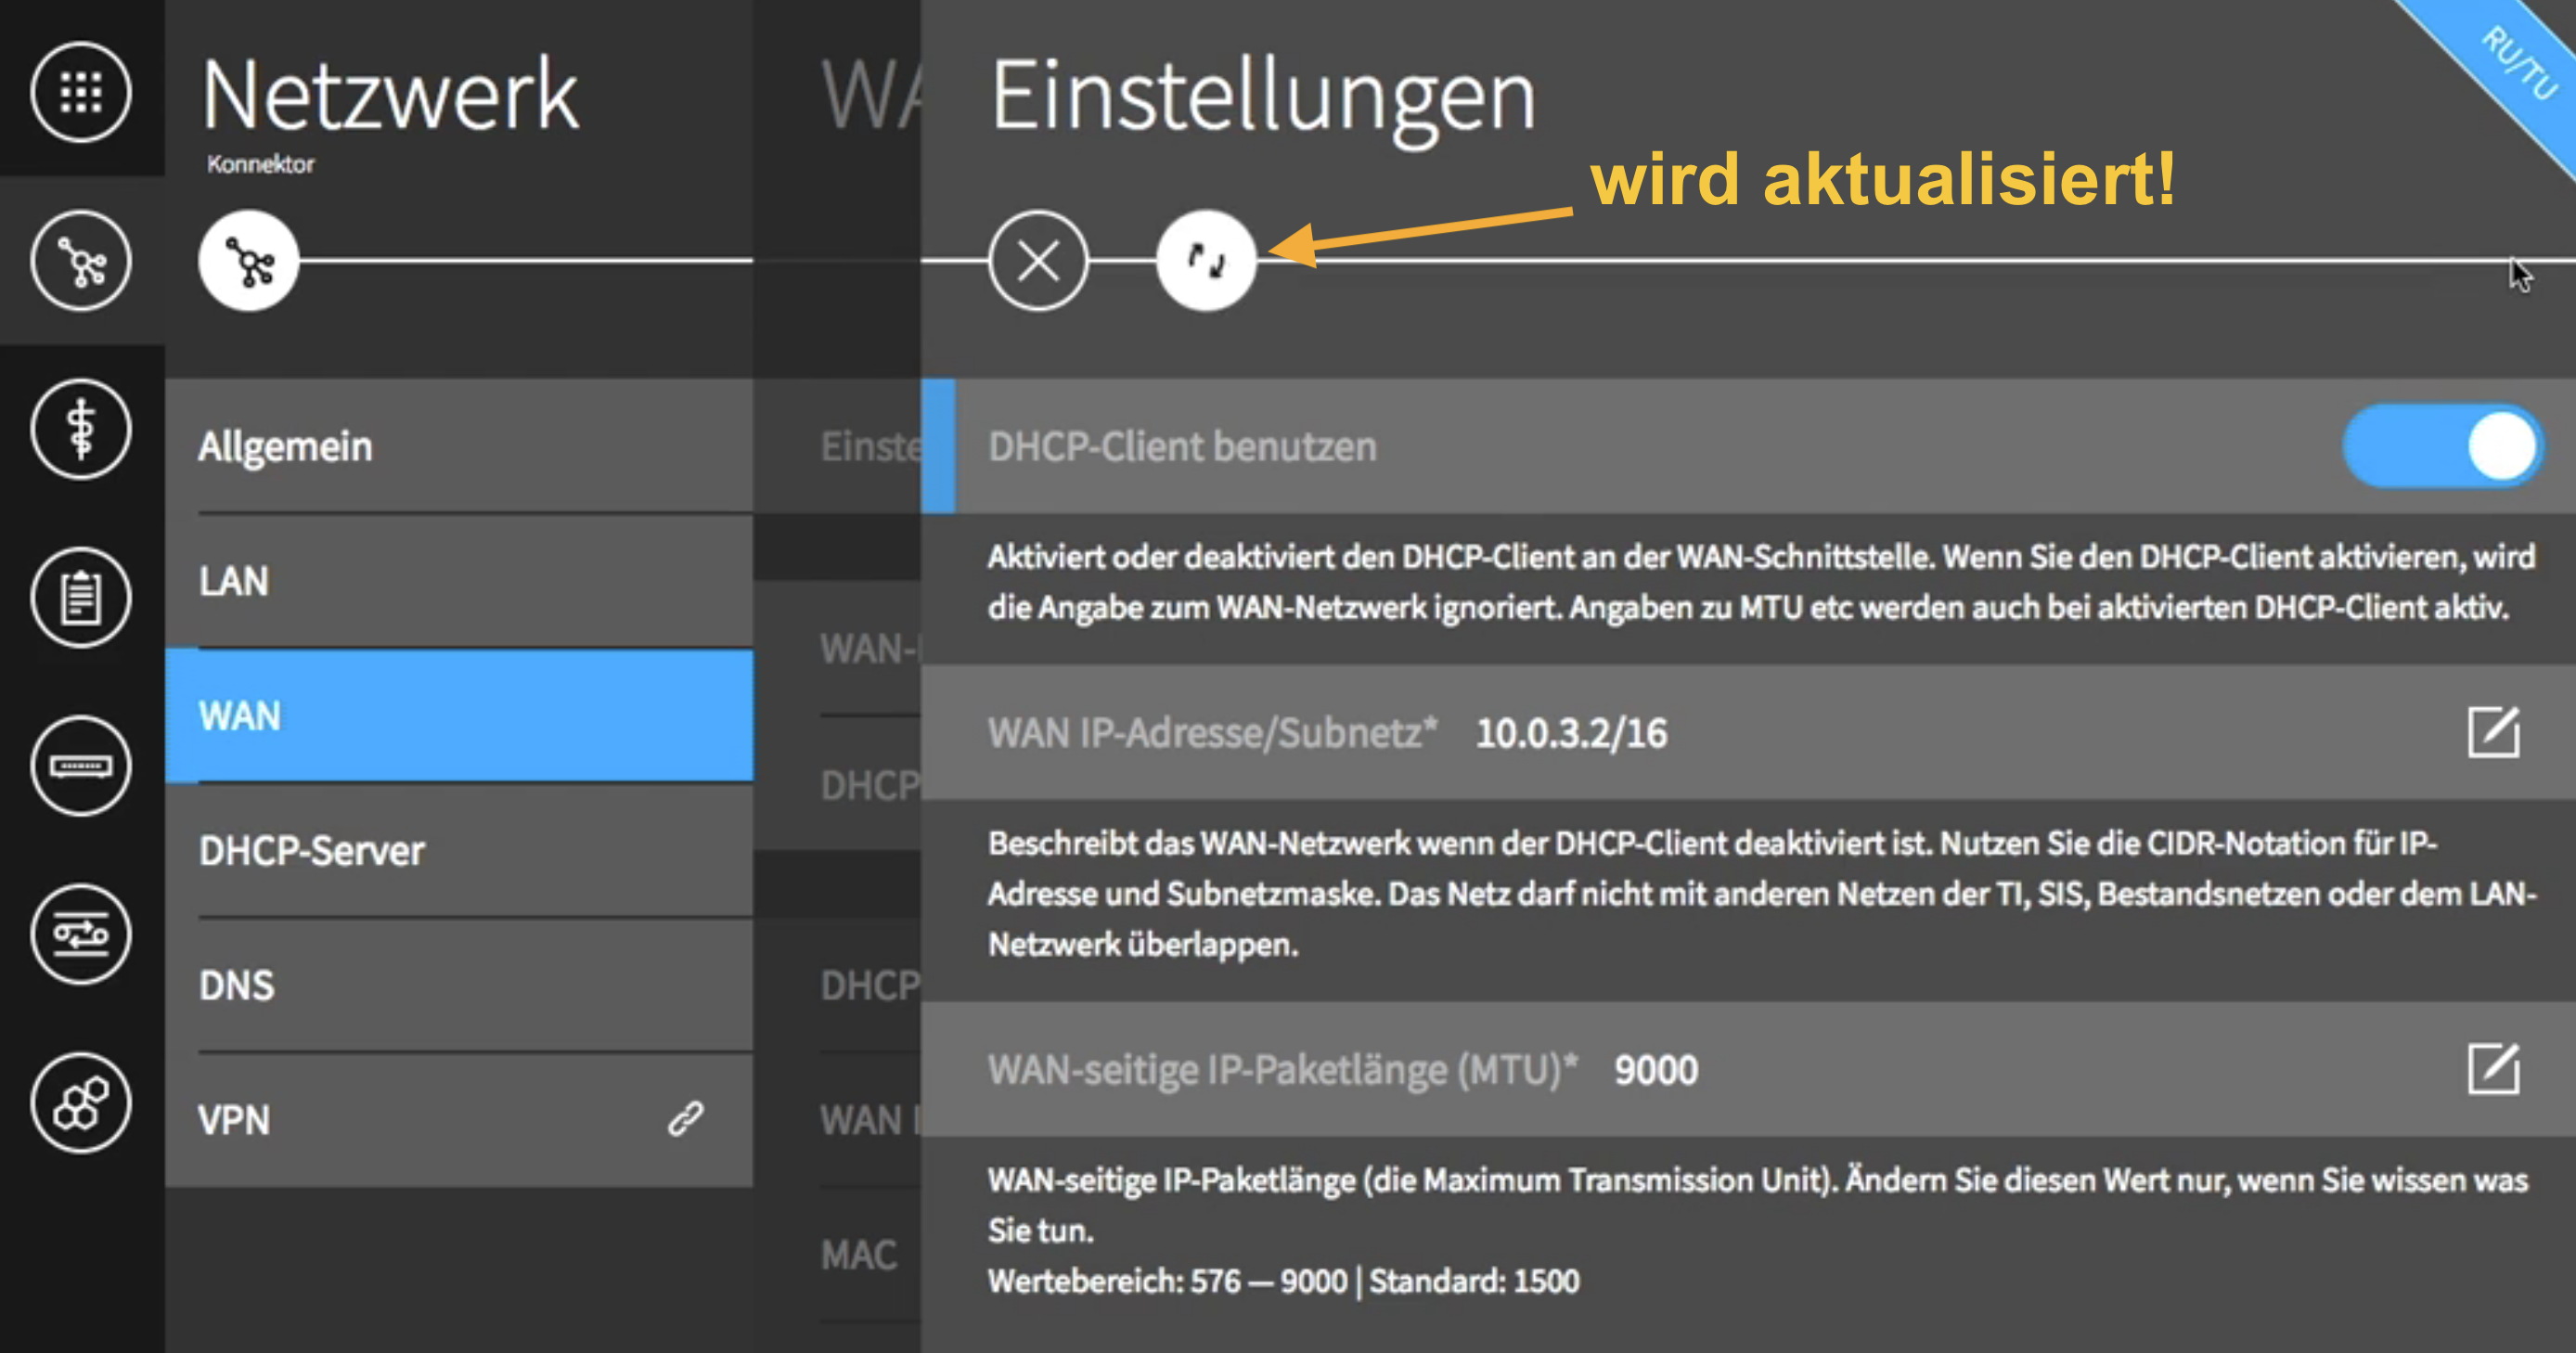 Netzwerk
Konnektor
Allgemein
LAN
WAN
DHCP-Server
DNS
VPN
WA
Einste
WAN-
DHCP
DHCP
WAN I
MAC
Einstellungen
RU/TU
wird aktualisiert!
DHCP-Client benutzen
Aktiviert oder deaktiviert den DHCP-Client an der WAN-Schnittstelle. Wenn Sie den DHCP-Client aktivieren, wird
die Angabe zum WAN-Netzwerk ignoriert. Angaben zu MTU etc werden auch bei aktivierten DHCP-Client aktiv.
WAN IP-Adresse/Subnetz* 10.0.3.2/16
Beschreibt das WAN-Netzwerk wenn der DHCP-Client deaktiviert ist. Nutzen Sie die CIDR-Notation für IP-
Adresse und Subnetzmaske. Das Netz darf nicht mit anderen Netzen der TI, SIS, Bestandsnetzen oder dem LAN-
Netzwerk überlappen.
WAN-seitige IP-Paketlänge (MTU)* 9000
WAN-seitige IP-Paketlänge (die Maximum Transmission Unit). Ändern Sie diesen Wert nur, wenn Sie wissen was
Sie tun.
Wertebereich: 576 — 9000 | Standard: 1500